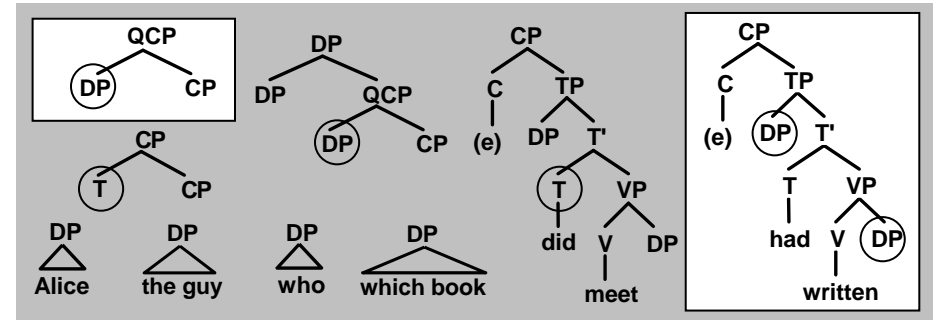 QCP
DP CP
DP
DP QCP
DP CP
CP
T CP
DP
Alice
DP
the guy
DP
who
DP
which book
CP
C TP
(e) DP T'
T VP
did V DP
meet
CP
C TP
(e) DP T'
T VP
had V DP
written